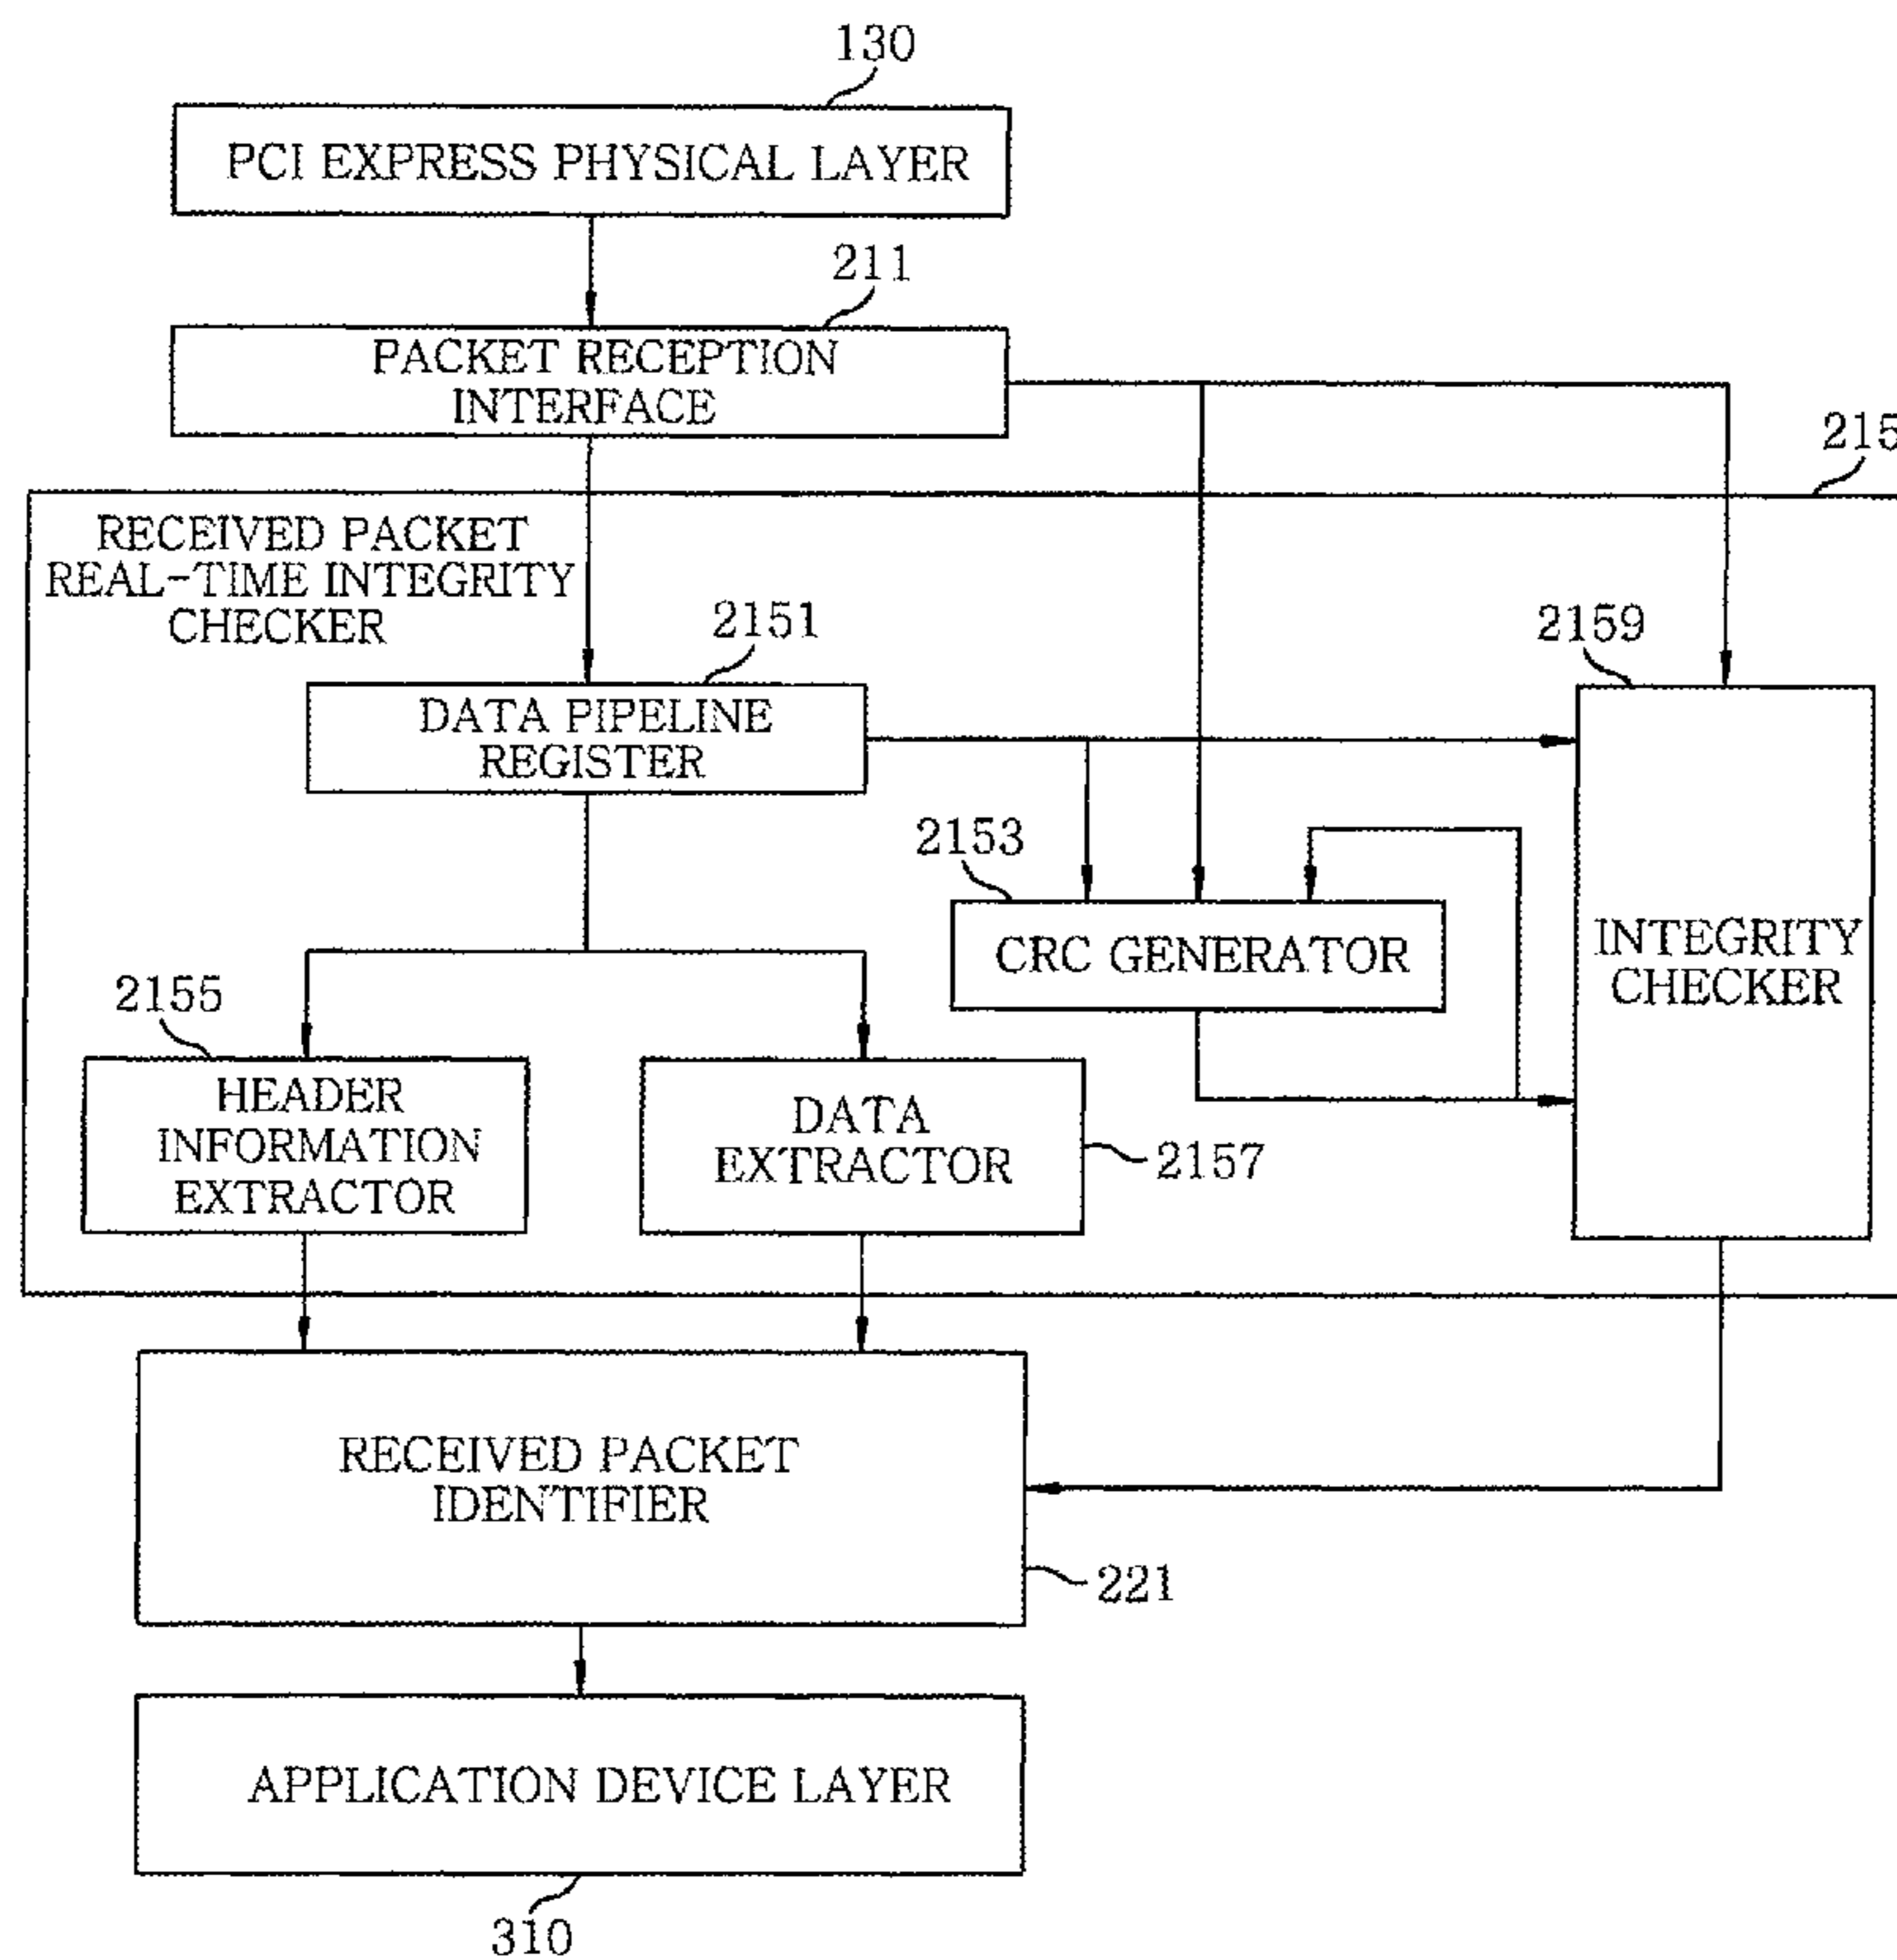 130
PCI EXPRESS PHYSICAL LAYER
211
PACKET RECEPTION
INTERFACE
215
RECEIVED PACKET
REAL-TIME INTEGRITY
CHECKER
2151
2159
DATA PIPELINE
REGISTER
2153
CRC GENERATOR
INTEGRITY
CHECKER
2155
HEADER
INFORMATION
EXTRACTOR
DATA
EXTRACTOR
2157
RECEIVED PACKET
IDENTIFIER
221
APPLICATION DEVICE LAYER
310